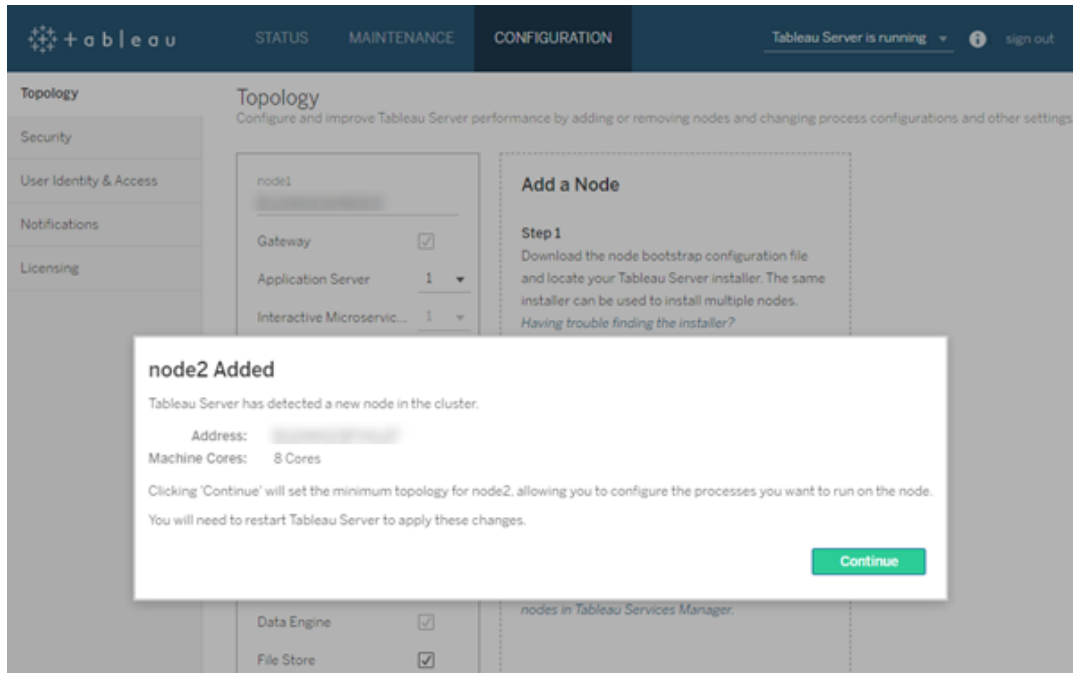 + a b l e a u
STATUS MAINTENANCE CONFIGURATION Tableau Server is running sign out
Topology
Security
User Identity & Access
Notifications
Licensing
Topology
Configure and improve Tableau Server performance by adding or removing nodes and changing process configurations and other settings
node1
Gateway
Application Server 1
Interactive Microservic... 1
Add a Node
Step 1
Download the node bootstrap configuration file
and locate your Tableau Server installer. The same
installer can be used to install multiple nodes.
Having trouble finding the installer?
node2 Added
Tableau Server has detected a new node in the cluster.
Address:
Machine Cores: 8 Cores
Clicking 'Continue' will set the minimum topology for node2, allowing you to configure the processes you want to run on the node.
You will need to restart Tableau Server to apply these changes.
Continue
nodes in Tableau Services Manager.
Data Engine
File Store